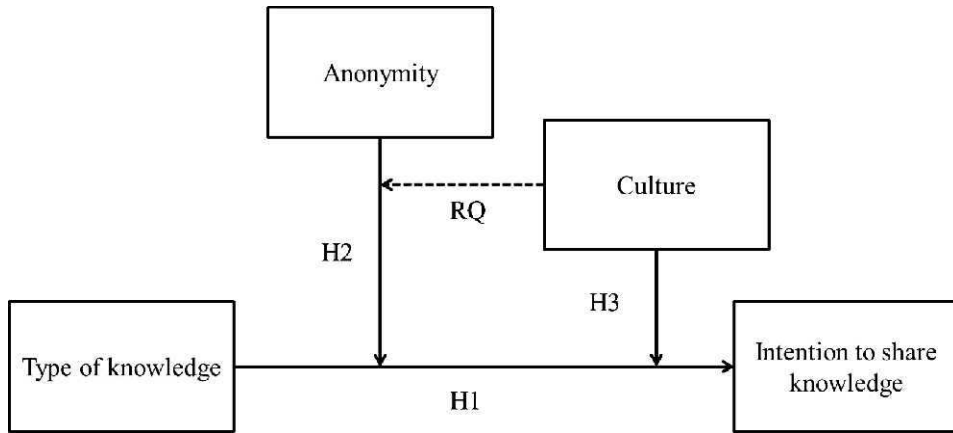 Anonymity
Culture
RQ
H2
H3
Type of knowledge
Intention to share
knowledge
H1